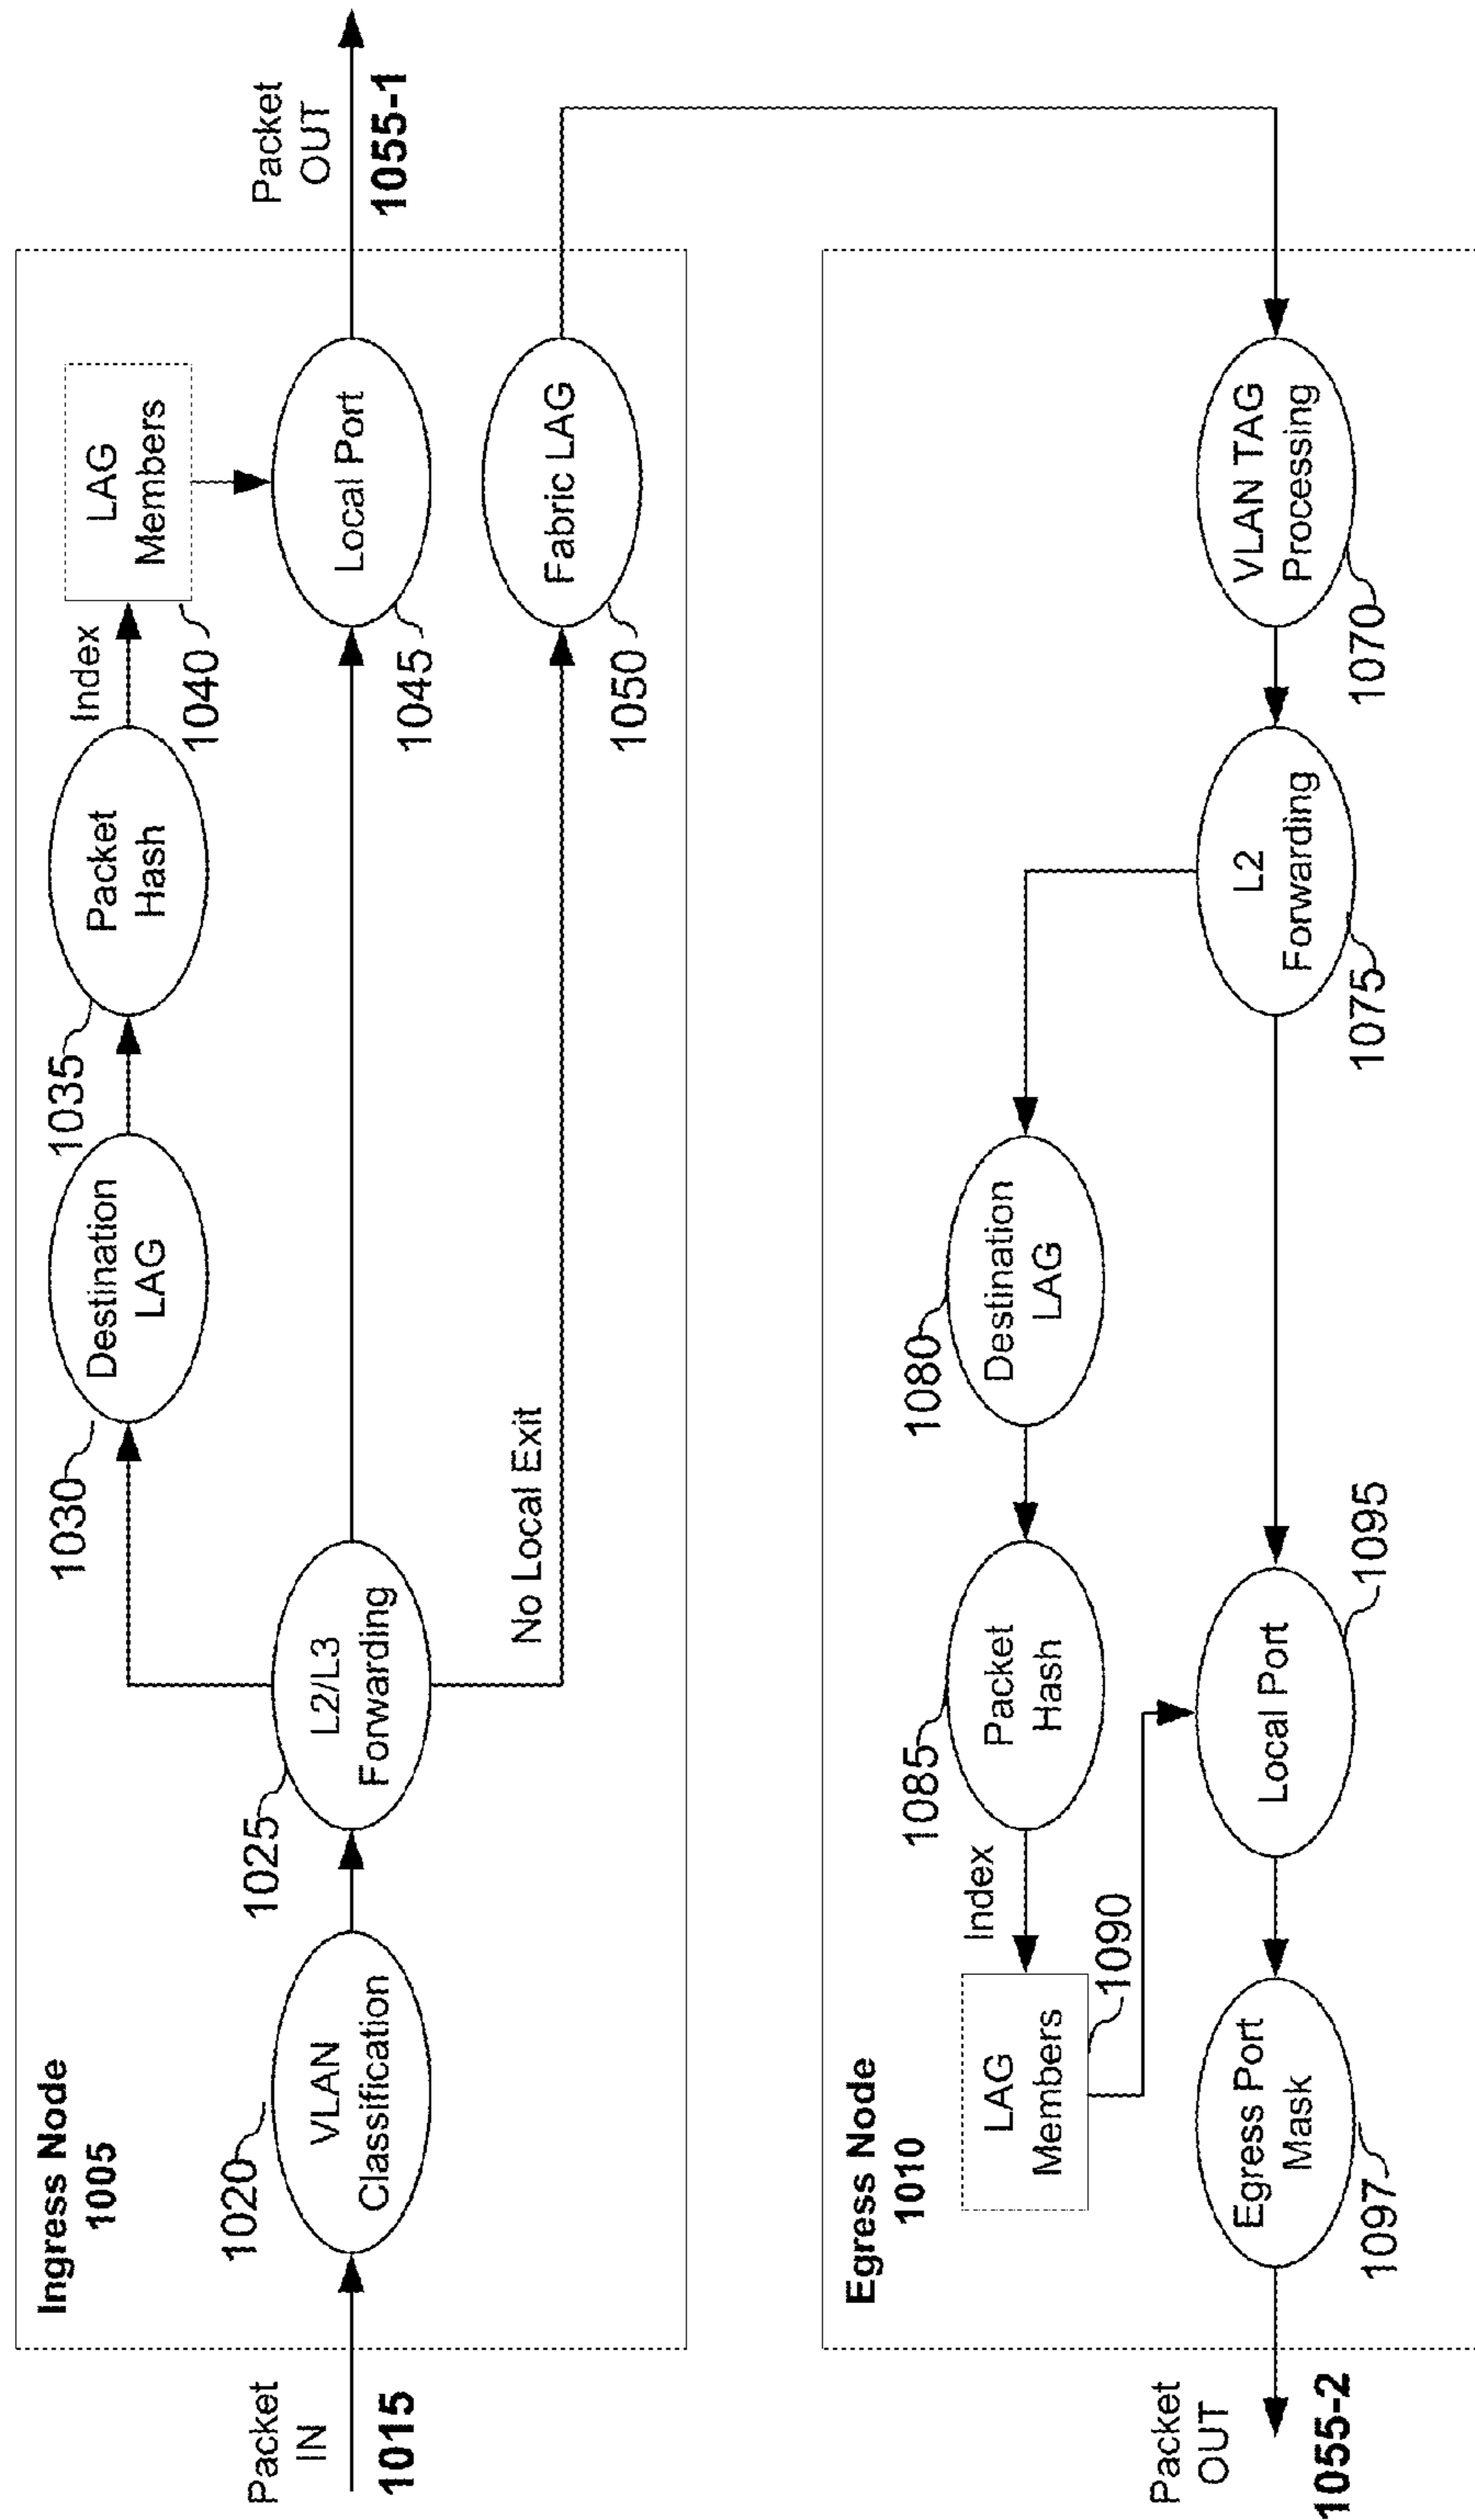 Ingress Node
1005
Packet
IN
1015
1020
VLAN
Classification
1025
L2/L3
Forwarding
No Local Exit
1030
Destination
LAG
1035
Packet
Hash
Index
1040
LAG
Members
Local Port
1045
Fabric LAG
1050
Packet
OUT
1055-1
Egress Node
1010
VLAN TAG
Processing
1070
L2
Forwarding
1075
1080
Destination
LAG
1085
Packet
Hash
Index
LAG
Members
1090
Local Port
1095
Egress Port
Mask
1097
Packet
OUT
1055-2